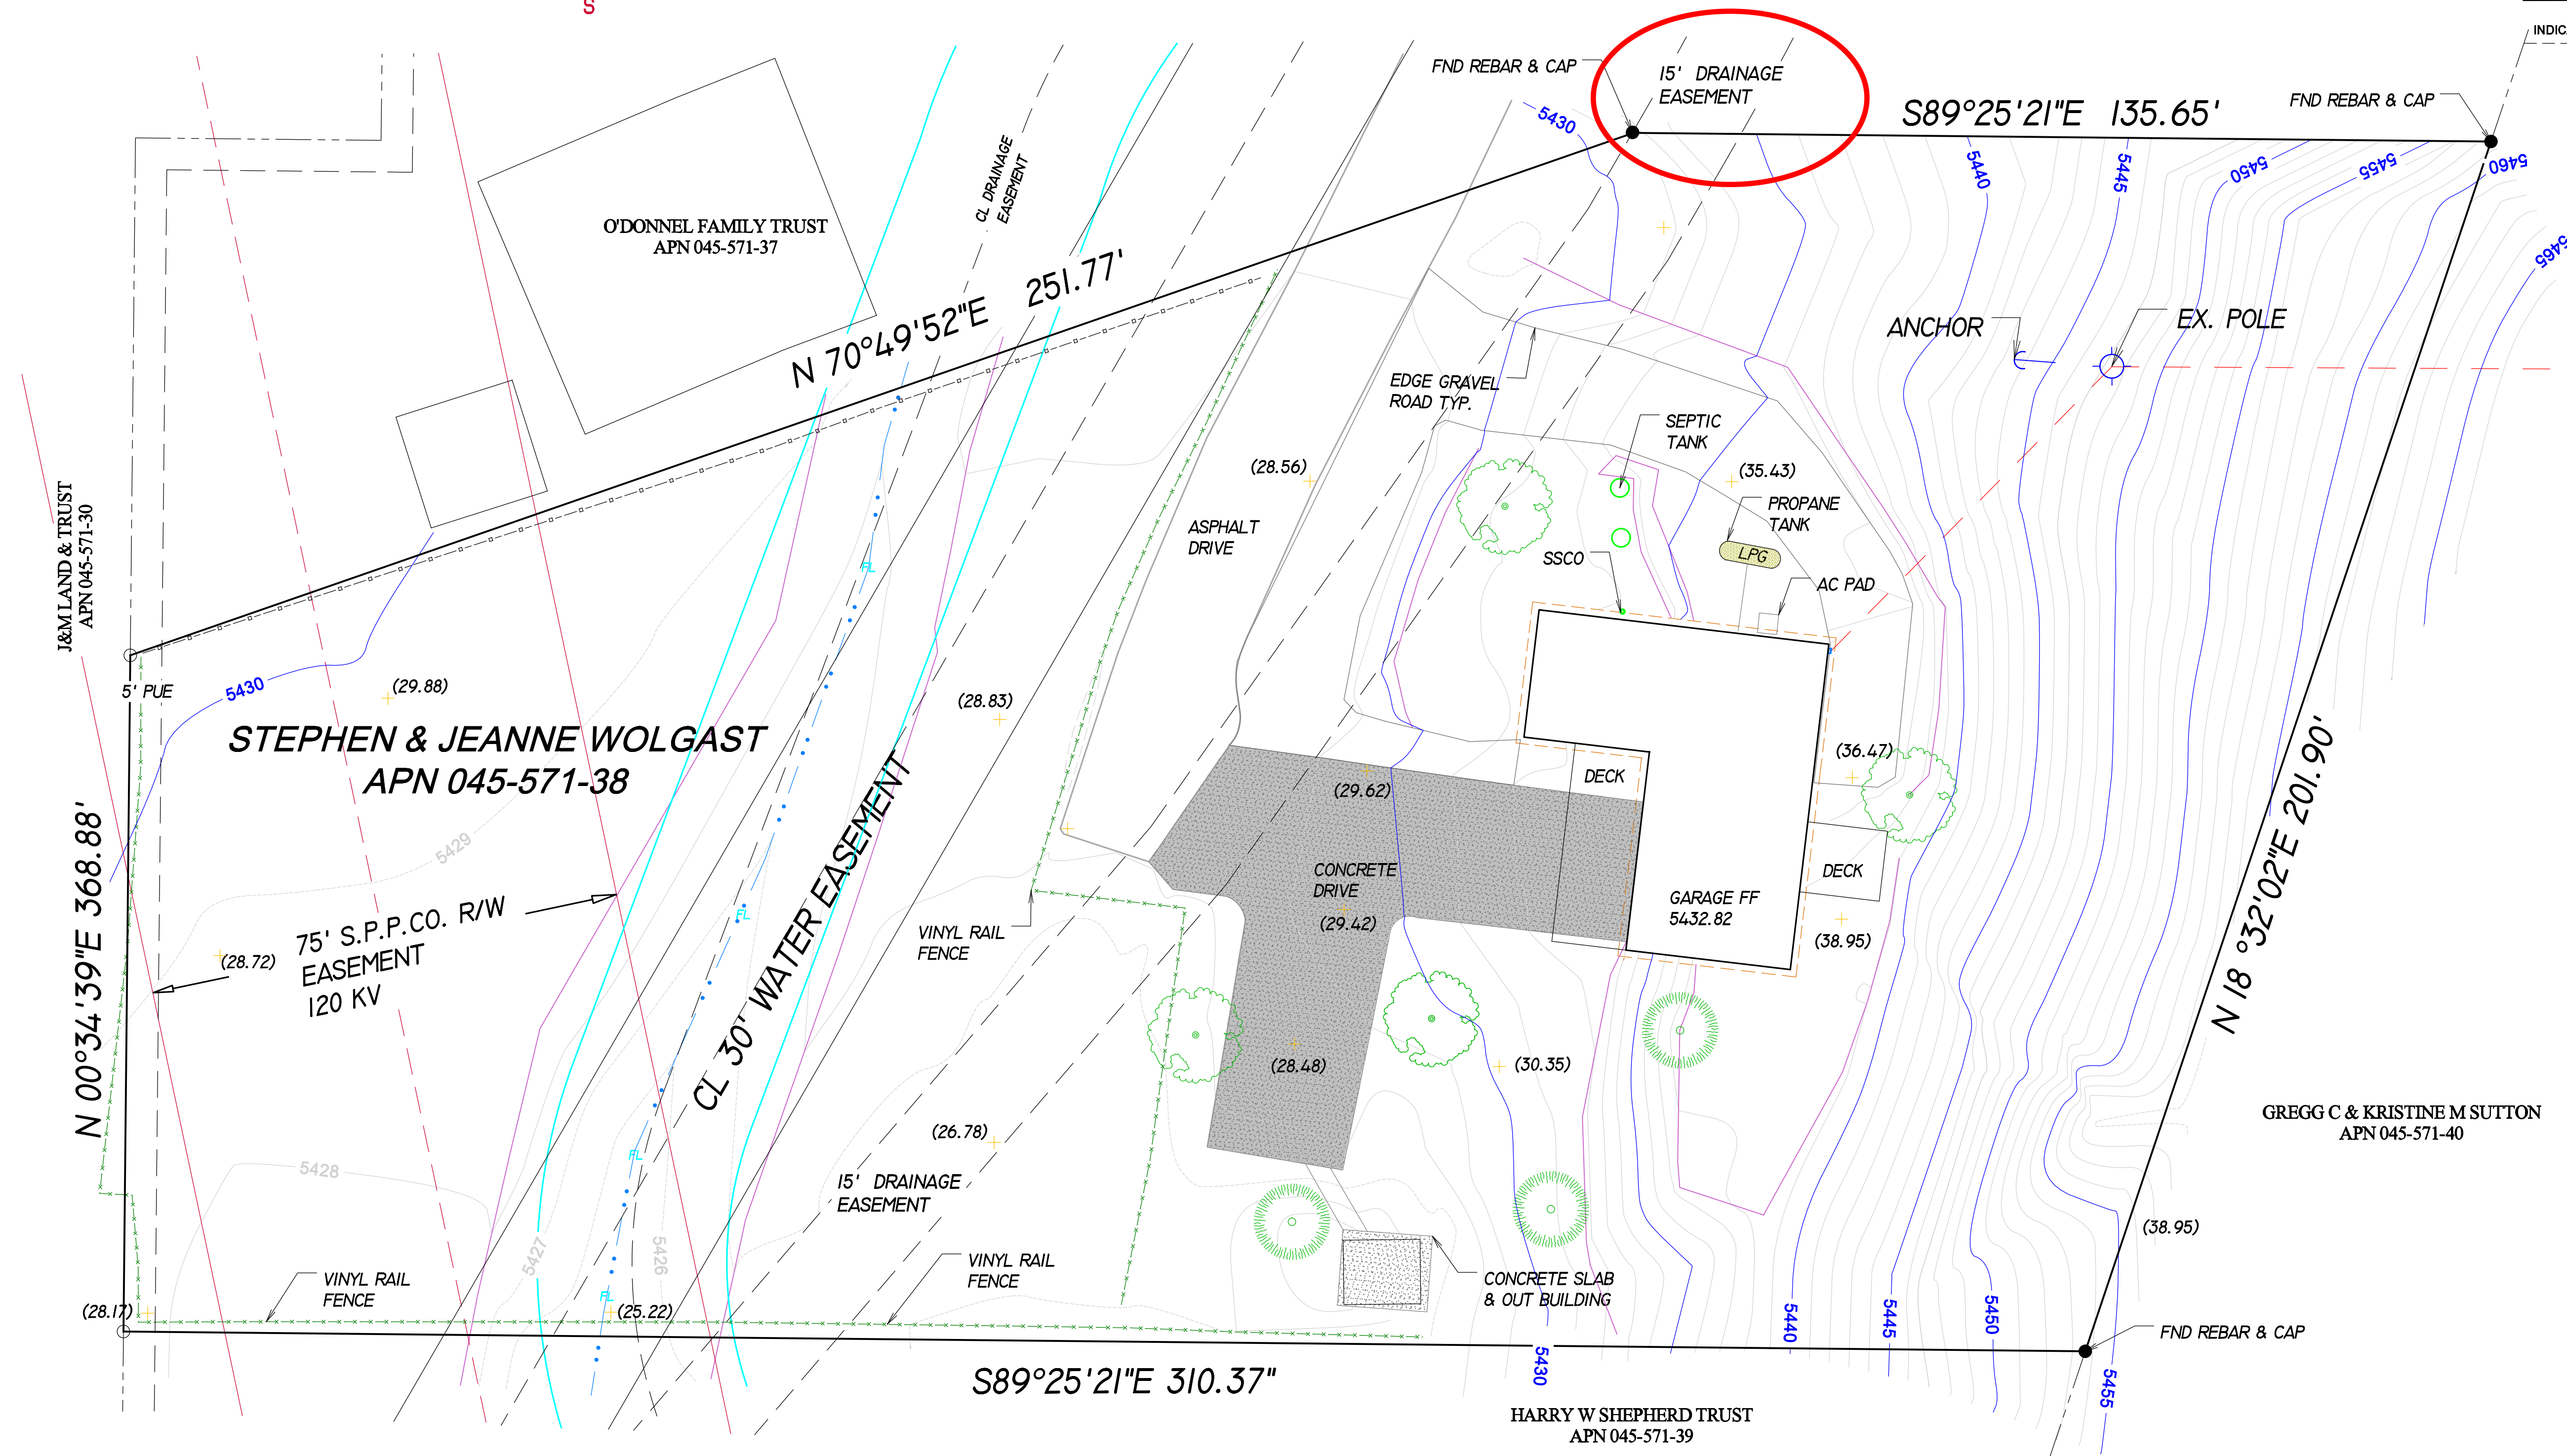 S
INDIC
FND REBAR & CAP
15' DRAINAGE
EASEMENT
S89°25'21"E 135.65'
FND REBAR & CAP
5430
5440
5445
5450
5455
5460
5465
CL DRAINAGE
EASEMENT
O'DONNEL FAMILY TRUST
APN 045-571-37
N 70°49'52"E 251.77'
ANCHOR
EX. POLE
EDGE GRAVEL
ROAD TYP.
SEPTIC
TANK
(28.56)
(35.43)
PROPANE
TANK
LPG
ASPHALT
DRIVE
SSCO
AC PAD
FL
J&M LAND & TRUST
APN 045-571-30
5' PUE
5430
(29.88)
(28.83)
STEPHEN & JEANNE WOLGAST
APN 045-571-38
(36.47)
DECK
(29.62)
N 18°32'02"E 201.90'
5429
N 00°34'39"E 368.88'
CONCRETE
DRIVE
(29.42)
DECK
GARAGE FF
5432.82
(38.95)
FL
75' S.P.P.CO. R/W
EASEMENT
120 KV
(28.72)
CL 30' WATER EASEMENT
VINYL RAIL
FENCE
(28.48)
(30.35)
GREGG C & KRISTINE M SUTTON
APN 045-571-40
(26.78)
FL
5428
15' DRAINAGE
EASEMENT
5427
5426
(38.95)
VINYL RAIL
FENCE
VINYL RAIL
FENCE
CONCRETE SLAB
& OUT BUILDING
(28.17)
FL
(25.22)
5440
5445
5450
FND REBAR & CAP
5430
5455
S89°25'21"E 310.37"
HARRY W SHEPHERD TRUST
APN 045-571-39